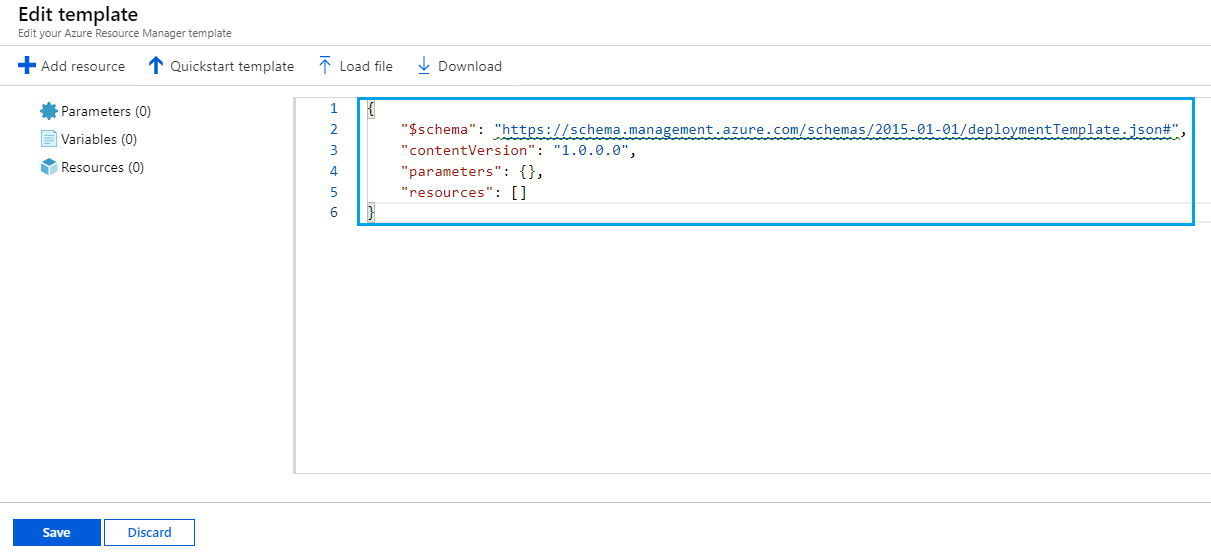 Edit template
Edit your Azure Resource Manager template
Add resource Quickstart template Load file Download
Parameters (0)
Variables (0)
Resources (0)
1 {
2 "$schema": "https://schema.management.azure.com/schemas/2015-01-01/deploymentTemplate.json#",
3 "contentVersion": "1.0.0.0",
4 "parameters": {},
5 "resources": []
6 }
Save Discard